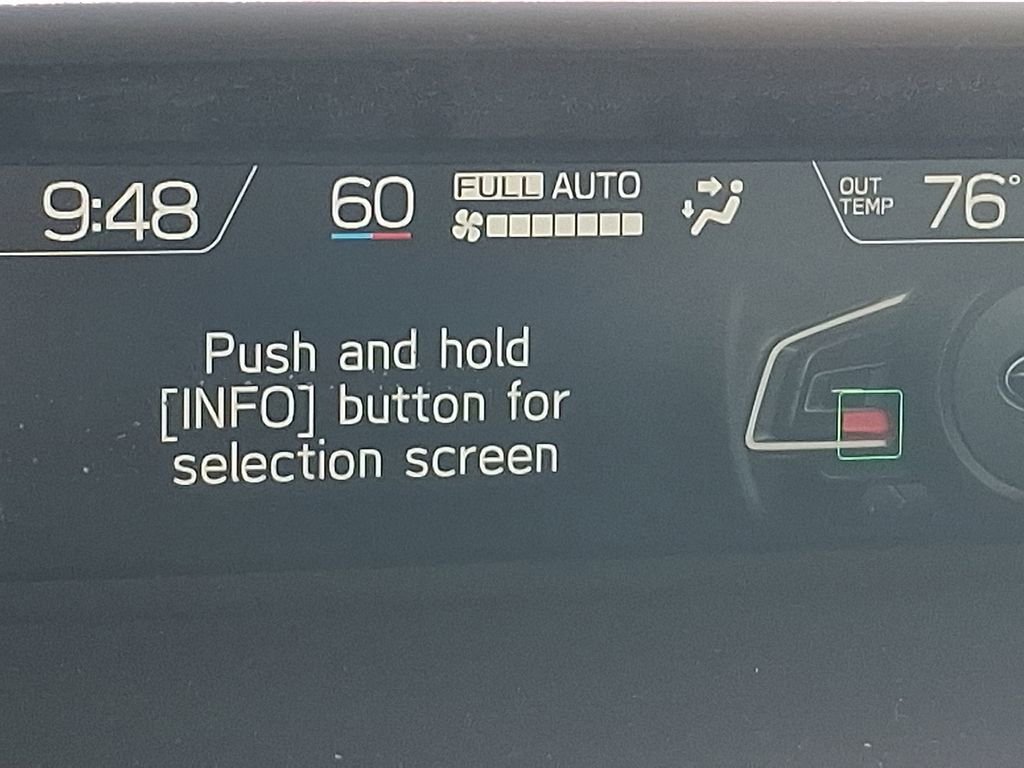 9:48
60
FULL AUTO
OUT
TEMP
76°
Push and hold
[INFO] button for
selection screen